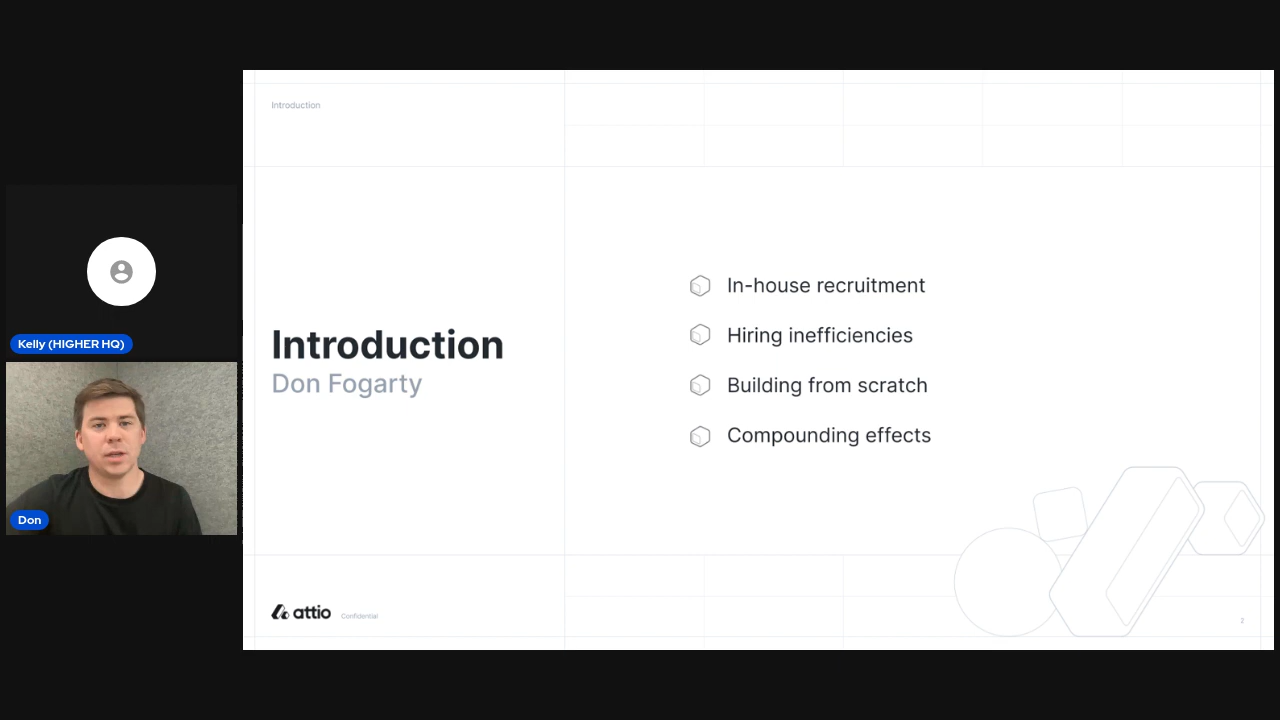 Kelly (HIGHER HQ)
Don
Introduction
Introduction
Don Fogarty
In-house recruitment
Hiring inefficiencies
Building from scratch
Compounding effects
attio
Confidential
2